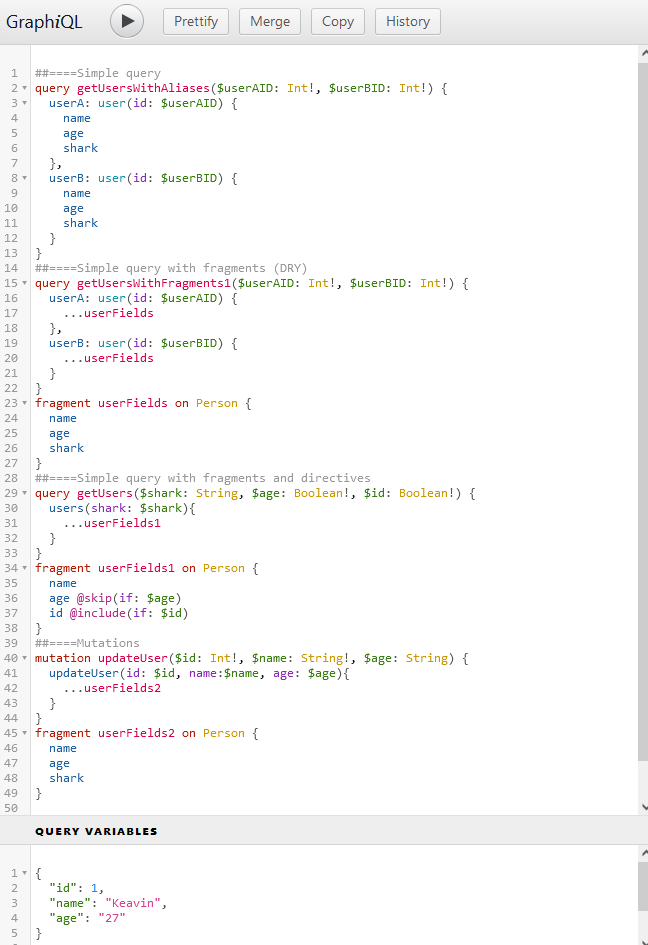 GraphiQL
Prettify
Merge
Copy
History
1 ##====Simple query
2 query getUsersWithAliases($userAID: Int!, $userBID: Int!) {
3   userA: user(id: $userAID) {
4     name
5     age
6     shark
7   },
8   userB: user(id: $userBID) {
9     name
10     age
11     shark
12   }
13 }
14 ##====Simple query with fragments (DRY)
15 query getUsersWithFragments1($userAID: Int!, $userBID: Int!) {
16   userA: user(id: $userAID) {
17     ...userFields
18   },
19   userB: user(id: $userBID) {
20     ...userFields
21   }
22 }
23 fragment userFields on Person {
24   name
25   age
26   shark
27 }
28 ##====Simple query with fragments and directives
29 query getUsers($shark: String, $age: Boolean!, $id: Boolean!) {
30   users(shark: $shark){
31     ...userFields1
32   }
33 }
34 fragment userFields1 on Person {
35   name
36   age @skip(if: $age)
37   id @include(if: $id)
38 }
39 ##====Mutations
40 mutation updateUser($id: Int!, $name: String!, $age: String) {
41   updateUser(id: $id, name:$name, age: $age){
42     ...userFields2
43   }
44 }
45 fragment userFields2 on Person {
46   name
47   age
48   shark
49 }
50
QUERY VARIABLES
1 {
2   "id": 1,
3   "name": "Keavin",
4   "age": "27"
5 }